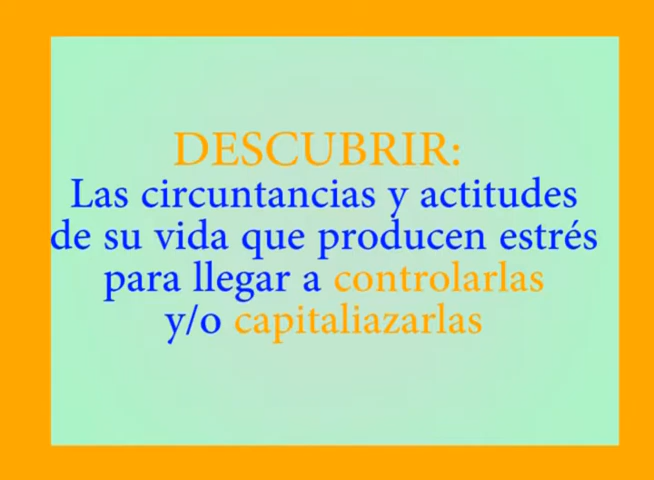 DESCUBRIR:
Las circuntancias y actitudes
de su vida que producen estrés
para llegar a controlarlas
y/o capitaliazarlas